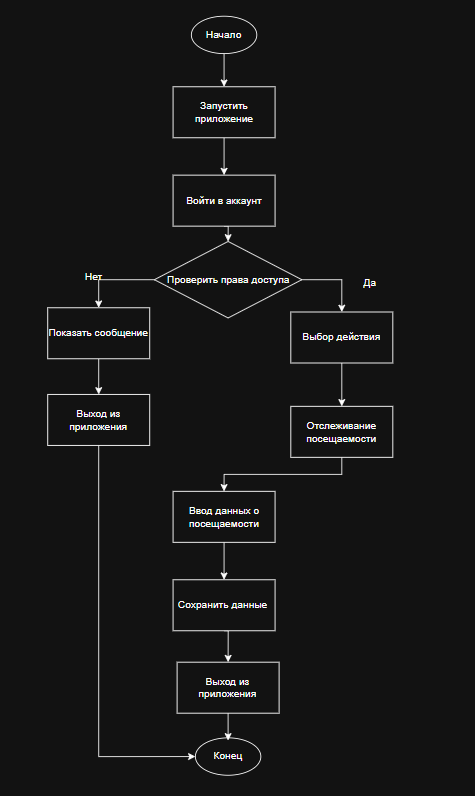 Начало
Запустить
приложение
Войти в аккаунт
Проверить права доступа
Нет
Да
Показать сообщение
Выбор действия
Выход из
приложения
Отслеживание
посещаемости
Ввод данных о
посещаемости
Сохранить данные
Выход из
приложения
Конец